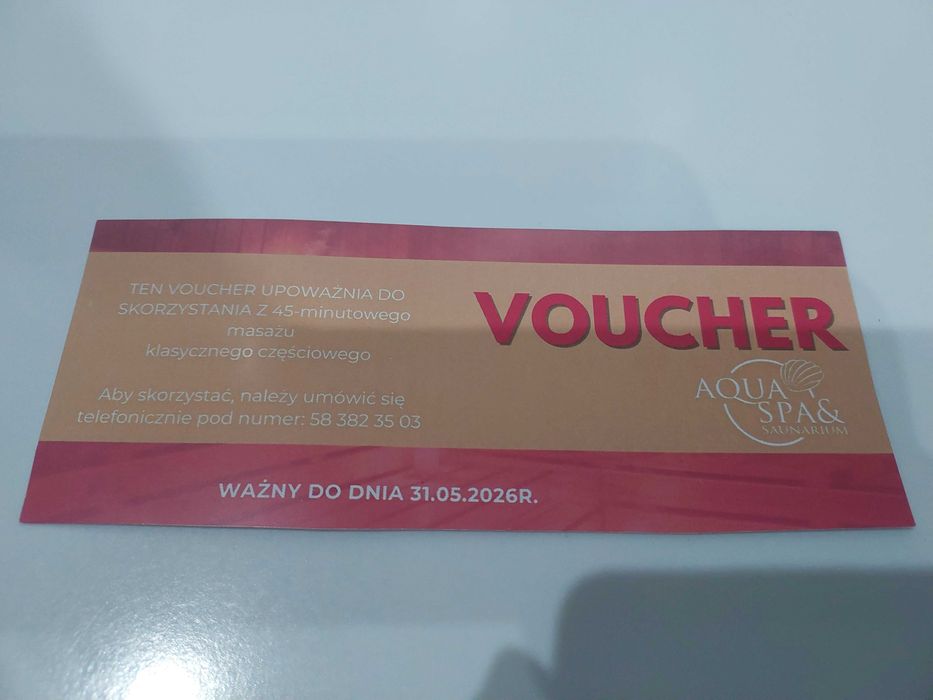 TEN VOUCHER UPOWAŻNIA DO
SKORZYSTANIA Z 45-minutowego
masażu
klasycznego częściowego
Aby skorzystać, należy umówić się
telefonicznie pod numer: 58 382 35 03
WAŻNY DO DNIA 31.05.2026R.
VOUCHER
AQUA
SPA&
SAUNARIUM